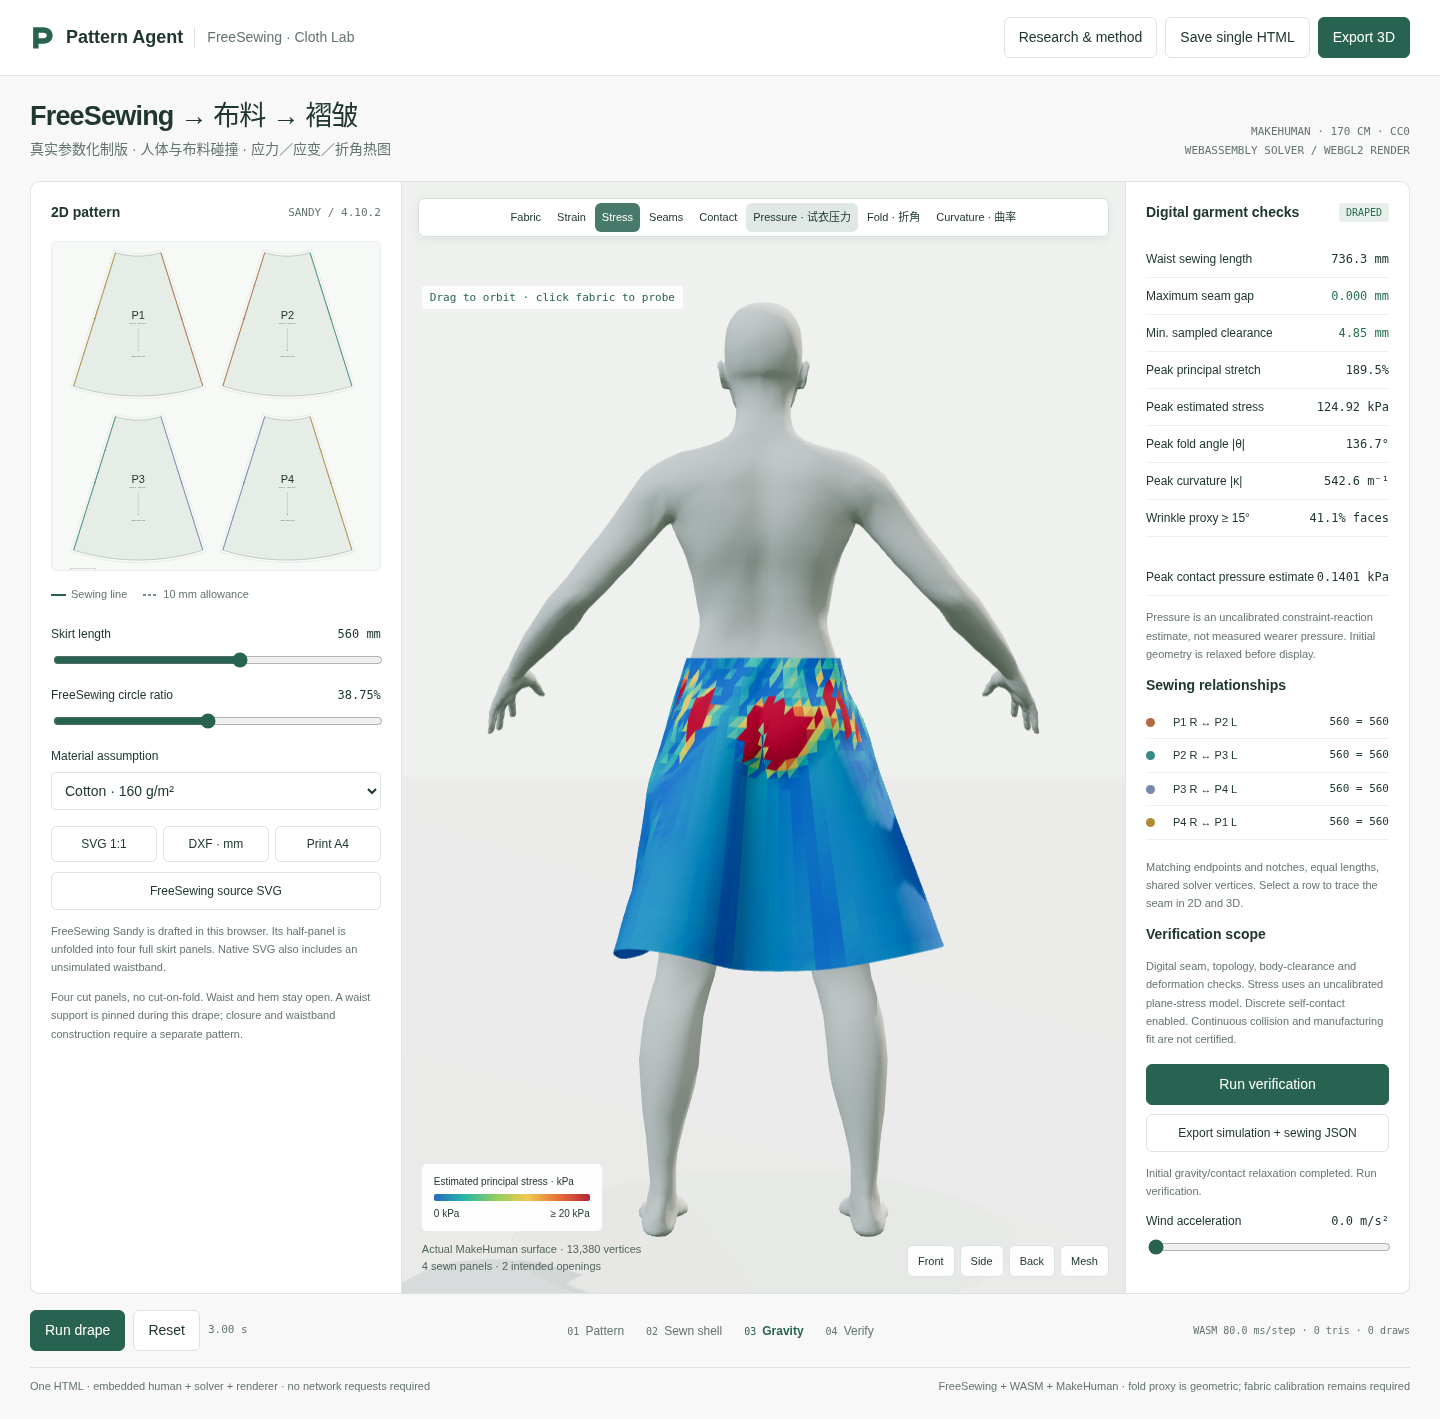 Pattern Agent
FreeSewing · Cloth Lab
Research & method
Save single HTML
Export 3D
FreeSewing → 布料 → 褶皱
真实参数化制版 · 人体与布料碰撞 · 应力／应变／折角热图
MAKEHUMAN · 170 CM · CC0
WEBASSEMBLY SOLVER / WEBGL2 RENDER
2D pattern
SANDY / 4.10.2
P1
P2
P3
P4
Sewing line
10 mm allowance
Skirt length
560 mm
FreeSewing circle ratio
38.75%
Material assumption
Cotton · 160 g/m²
SVG 1:1
DXF · mm
Print A4
FreeSewing source SVG
FreeSewing Sandy is drafted in this browser. Its half-panel is
unfolded into four full skirt panels. Native SVG also includes an
unsimulated waistband.
Four cut panels, no cut-on-fold. Waist and hem stay open. A waist
support is pinned during this drape; closure and waistband
construction require a separate pattern.
Fabric
Strain
Stress
Seams
Contact
Pressure · 试衣压力
Fold · 折角
Curvature · 曲率
Drag to orbit · click fabric to probe
Estimated principal stress · kPa
0 kPa
≥ 20 kPa
Actual MakeHuman surface · 13,380 vertices
4 sewn panels · 2 intended openings
Front
Side
Back
Mesh
Digital garment checks
DRAPED
Waist sewing length
736.3 mm
Maximum seam gap
0.000 mm
Min. sampled clearance
4.85 mm
Peak principal stretch
189.5%
Peak estimated stress
124.92 kPa
Peak fold angle |θ|
136.7°
Peak curvature |κ|
542.6 m⁻¹
Wrinkle proxy ≥ 15°
41.1% faces
Peak contact pressure estimate
0.1401 kPa
Pressure is an uncalibrated constraint-reaction
estimate, not measured wearer pressure. Initial
geometry is relaxed before display.
Sewing relationships
P1 R ↔ P2 L
560 = 560
P2 R ↔ P3 L
560 = 560
P3 R ↔ P4 L
560 = 560
P4 R ↔ P1 L
560 = 560
Matching endpoints and notches, equal lengths,
shared solver vertices. Select a row to trace the
seam in 2D and 3D.
Verification scope
Digital seam, topology, body-clearance and
deformation checks. Stress uses an uncalibrated
plane-stress model. Discrete self-contact
enabled. Continuous collision and manufacturing
fit are not certified.
Run verification
Export simulation + sewing JSON
Initial gravity/contact relaxation completed. Run
verification.
Wind acceleration
0.0 m/s²
Run drape
Reset
3.00 s
01 Pattern
02 Sewn shell
03 Gravity
04 Verify
WASM 80.0 ms/step · 0 tris · 0 draws
One HTML · embedded human + solver + renderer · no network requests required
FreeSewing + WASM + MakeHuman · fold proxy is geometric; fabric calibration remains required